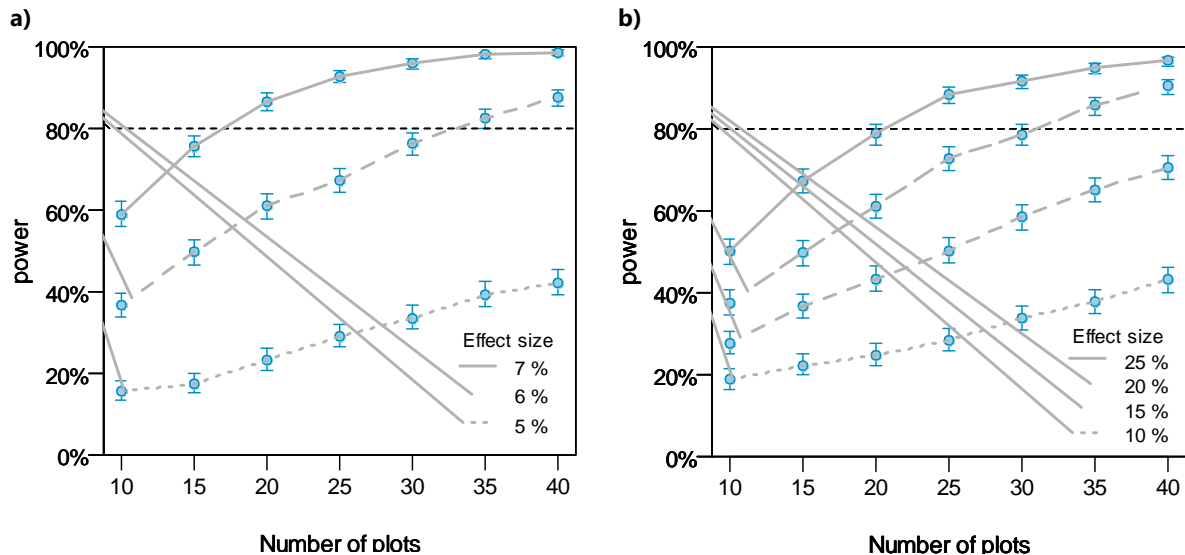 a)
100%
80%
60%
40%
20%
0%
power
10 15 20 25 30 35 40
Number of plots
Effect size
7 %
6 %
5 %
b)
100%
80%
60%
40%
20%
0%
power
10 15 20 25 30 35 40
Number of plots
Effect size
25 %
20 %
15 %
10 %